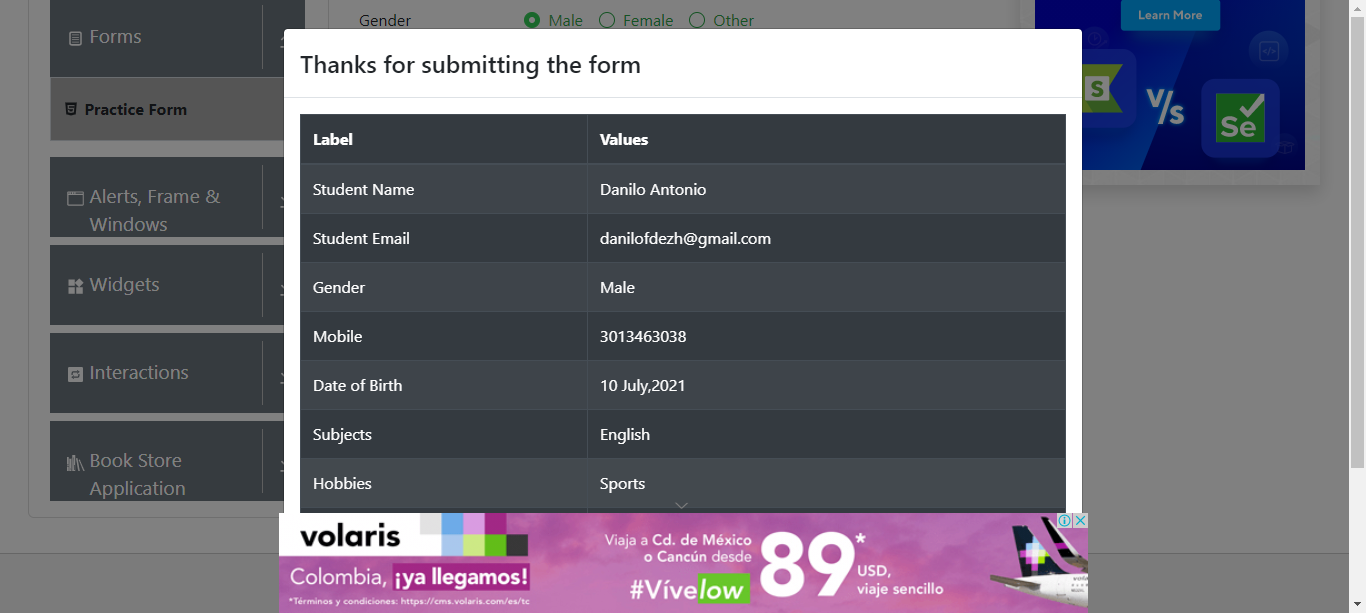 Gender Male Female Other
Learn More
Forms
Thanks for submitting the form
Practice Form
S
V/s
Se
Label Values
Student Name Danilo Antonio
Alerts, Frame &
Windows
Student Email danilofdezh@gmail.com
Widgets
Gender Male
Mobile 3013463038
Interactions
Date of Birth 10 July,2021
Subjects English
Book Store
Application
Hobbies Sports
volaris
Colombia, ¡ya llegamos!
*Términos y condiciones: https://cms.volaris.com/es/tc
Viaja a Cd. de México
o Cancún desde
#Vívelow
89*
USD,
viaje sencillo